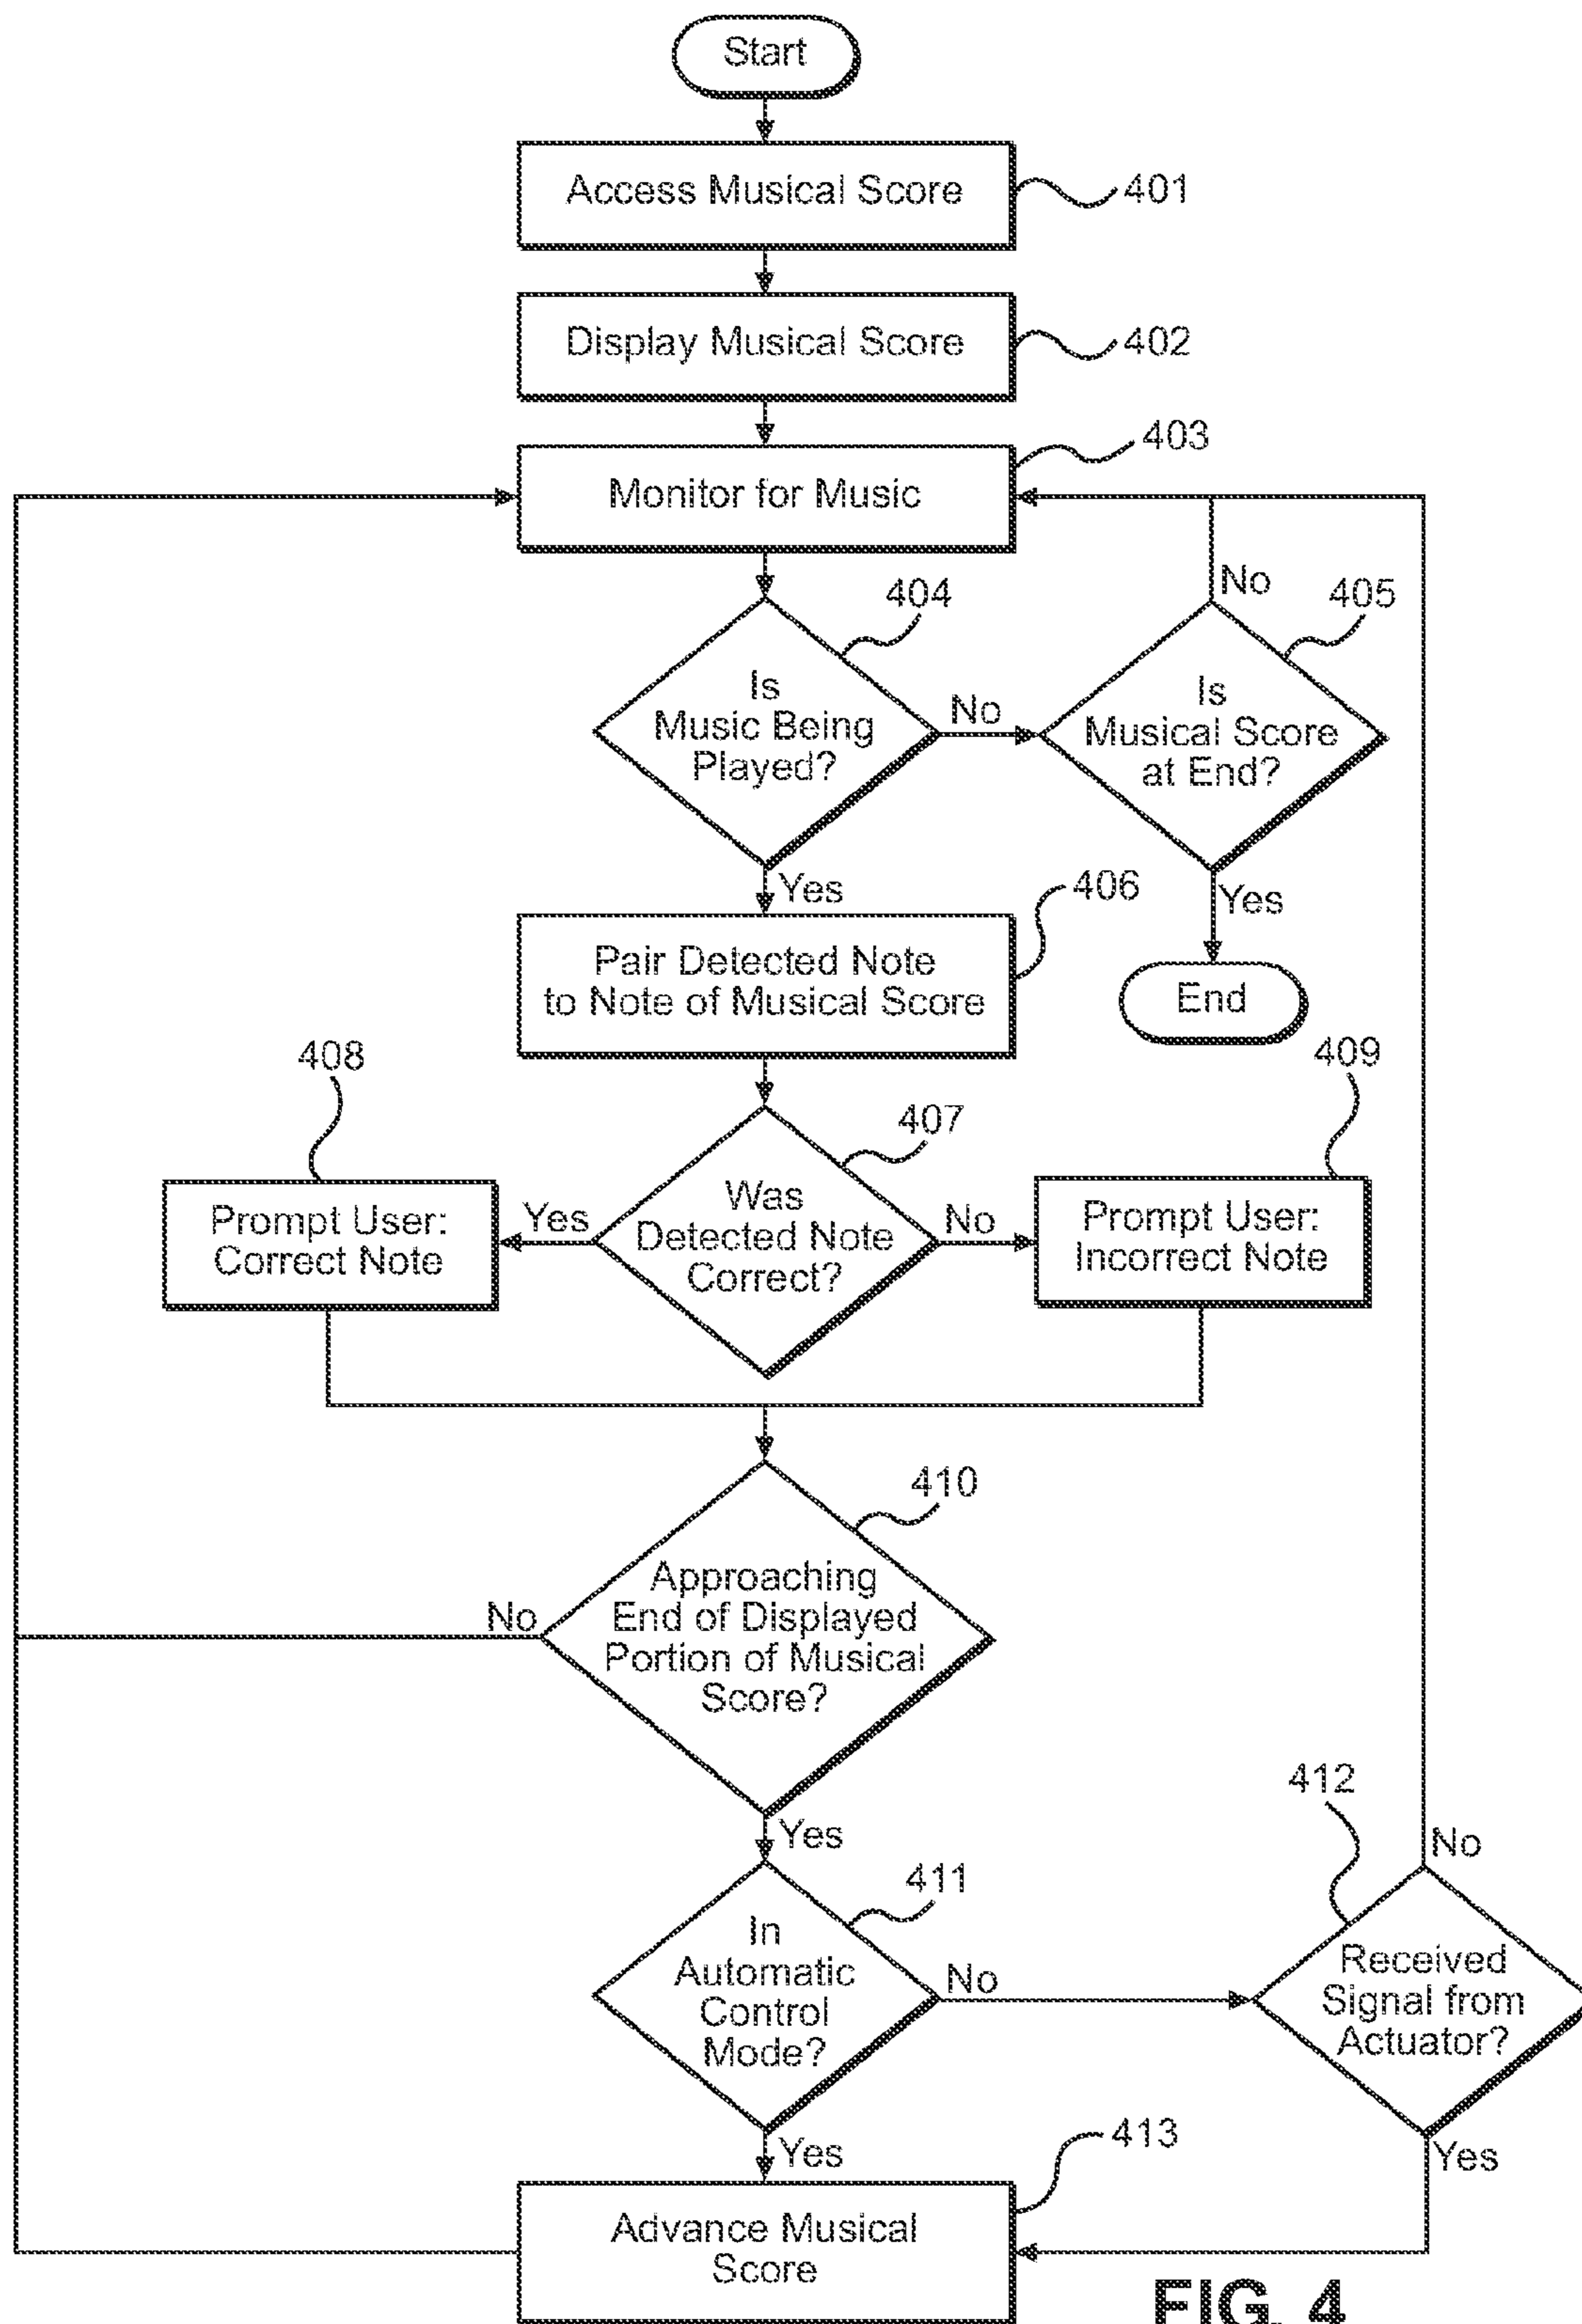 Start
Access Musical Score
401
Display Musical Score
402
403
Monitor for Music
404
No
405
Is
Music Being
Played?
No
Is
Musical Score
at End?
Yes
406
Yes
Pair Detected Note
to Note of Musical Score
End
408
409
407
Prompt User:
Correct Note
Yes
Was
Detected Note
Correct?
No
Prompt User:
Incorrect Note
410
Approaching
End of Displayed
Portion of Musical
Score?
No
412
Yes
No
411
In
Automatic
Control
Mode?
No
Received
Signal from
Actuator?
413
Yes
Yes
Advance Musical
Score
FIG. 4